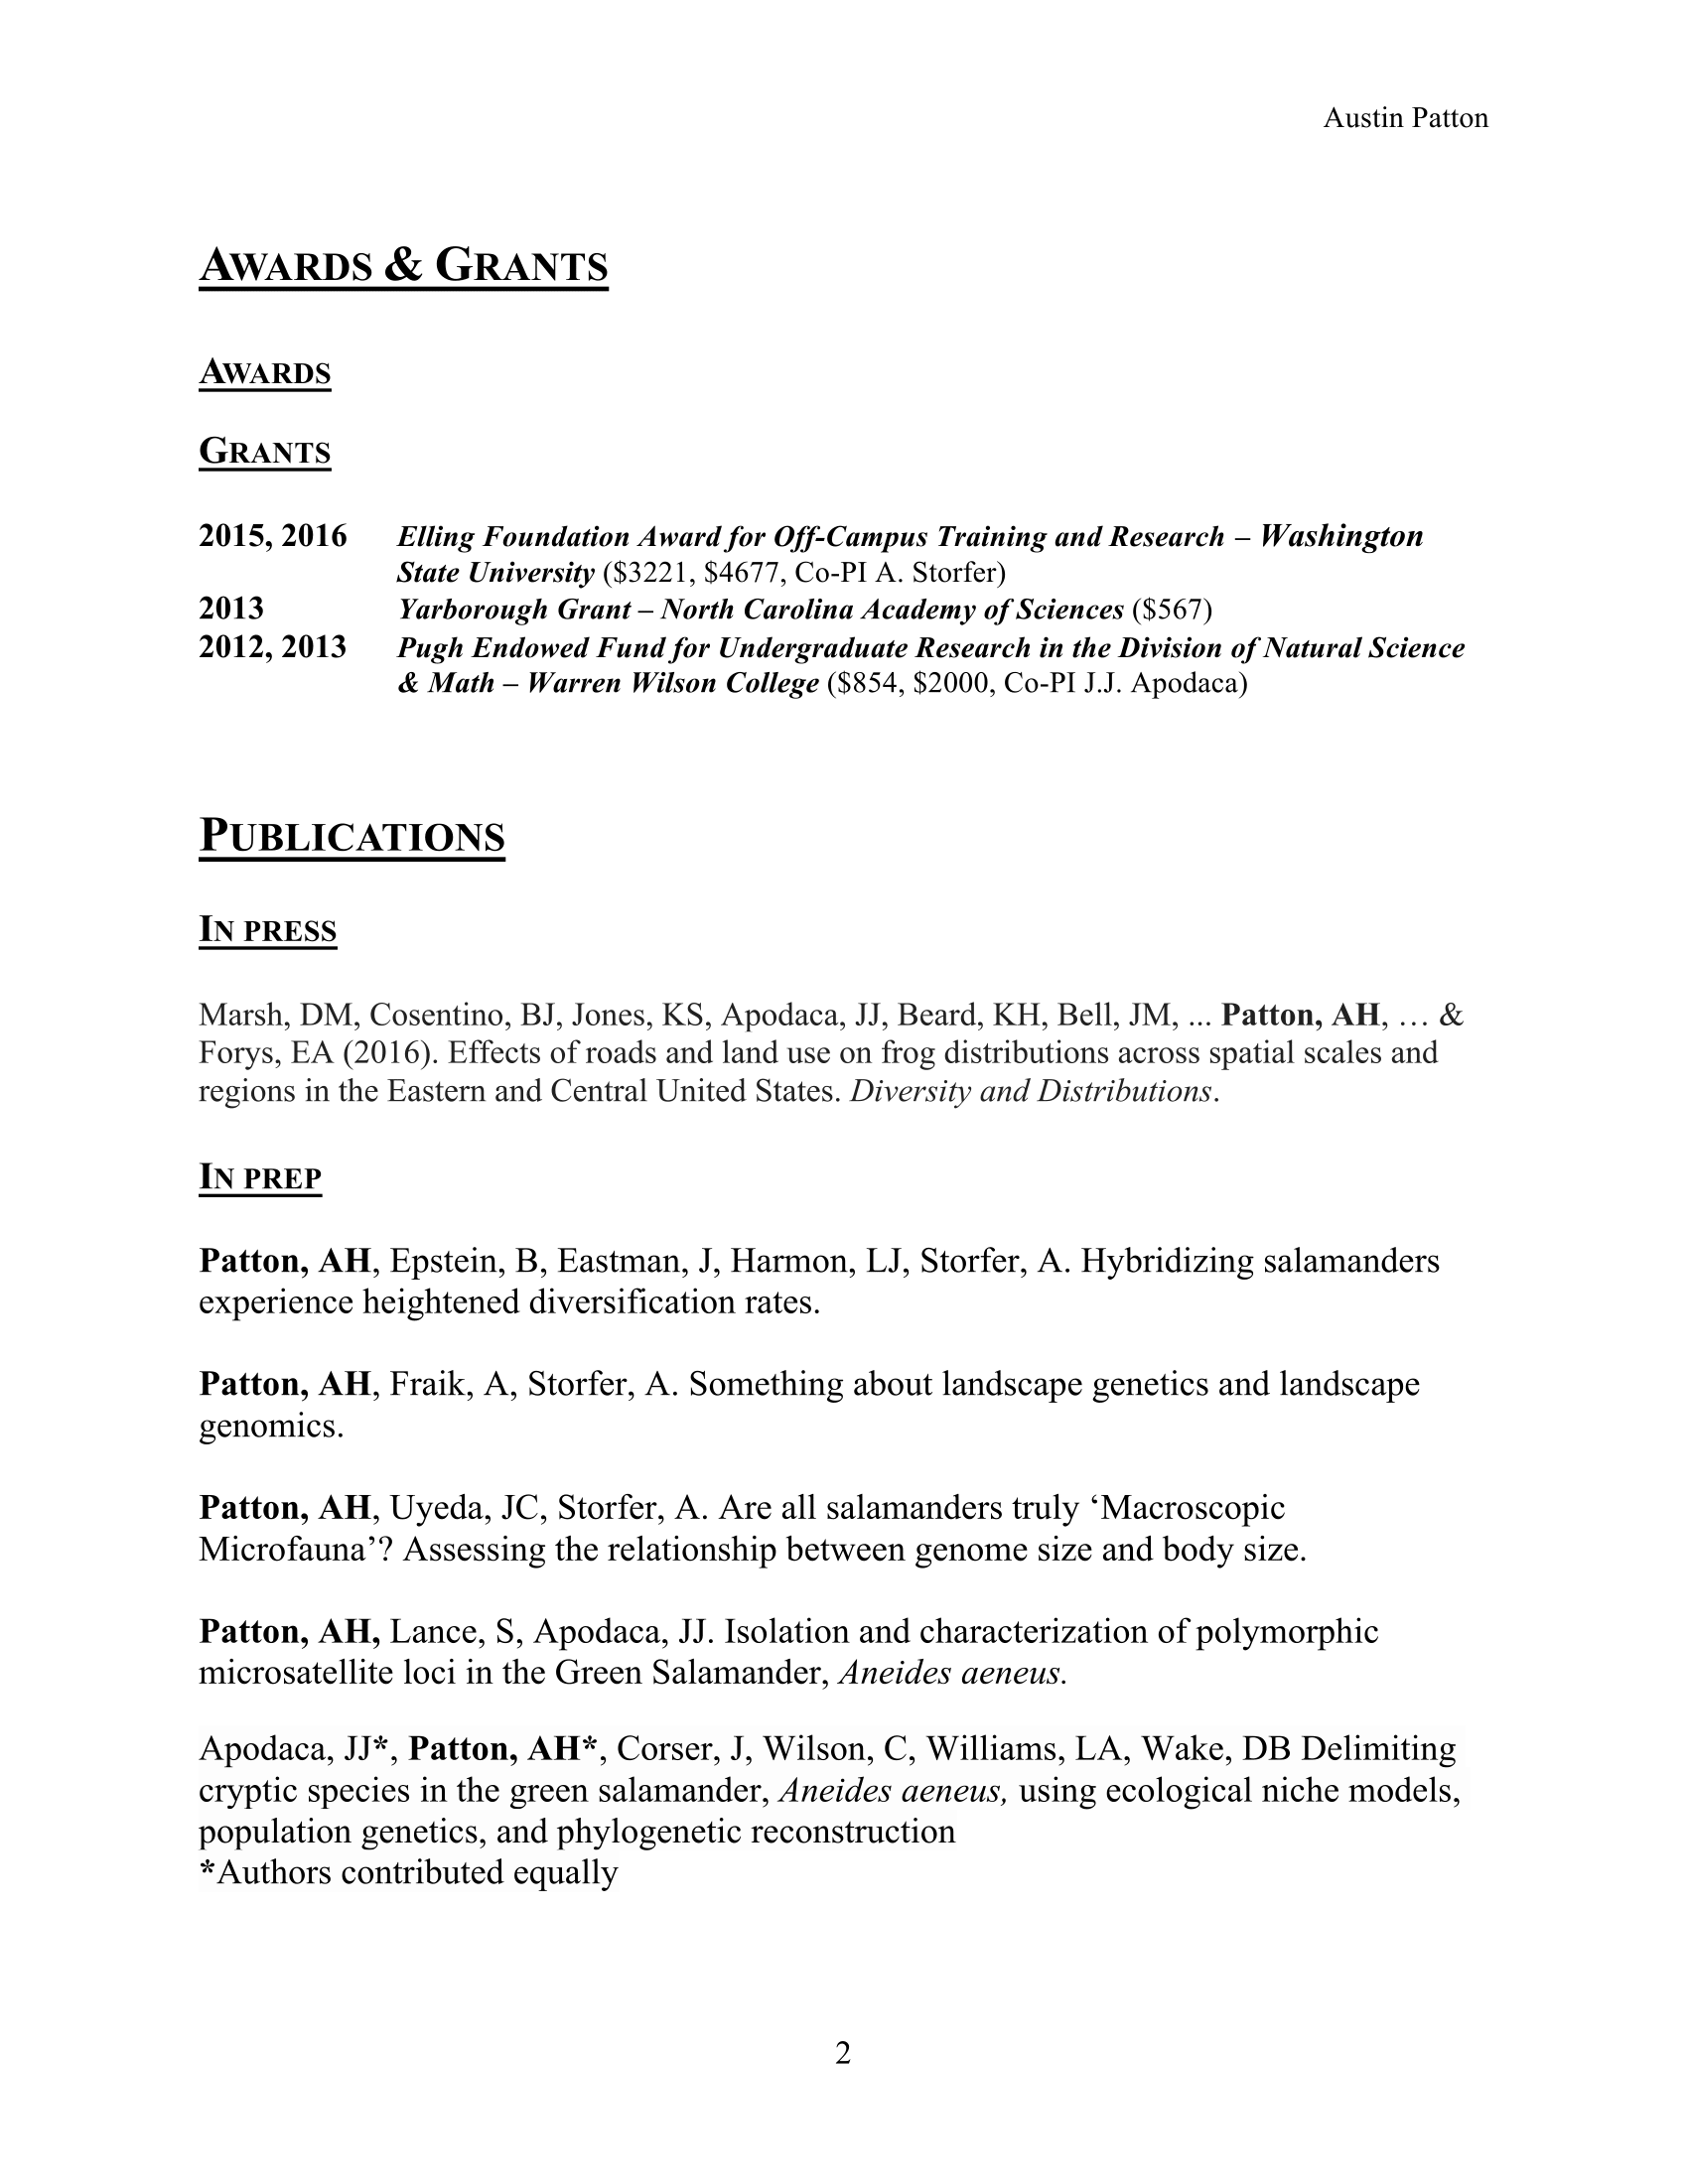 Austin Patton
AWARDS & GRANTS
AWARDS
GRANTS
2015, 2016 Elling Foundation Award for Off-Campus Training and Research – Washington
State University ($3221, $4677, Co-PI A. Storfer)
2013 Yarborough Grant – North Carolina Academy of Sciences ($567)
2012, 2013 Pugh Endowed Fund for Undergraduate Research in the Division of Natural Science
& Math – Warren Wilson College ($854, $2000, Co-PI J.J. Apodaca)
PUBLICATIONS
IN PRESS
Marsh, DM, Cosentino, BJ, Jones, KS, Apodaca, JJ, Beard, KH, Bell, JM, ... Patton, AH, … &
Forys, EA (2016). Effects of roads and land use on frog distributions across spatial scales and
regions in the Eastern and Central United States. Diversity and Distributions.
IN PREP
Patton, AH, Epstein, B, Eastman, J, Harmon, LJ, Storfer, A. Hybridizing salamanders
experience heightened diversification rates.
Patton, AH, Fraik, A, Storfer, A. Something about landscape genetics and landscape
genomics.
Patton, AH, Uyeda, JC, Storfer, A. Are all salamanders truly ‘Macroscopic
Microfauna’? Assessing the relationship between genome size and body size.
Patton, AH, Lance, S, Apodaca, JJ. Isolation and characterization of polymorphic
microsatellite loci in the Green Salamander, Aneides aeneus.
Apodaca, JJ*, Patton, AH*, Corser, J, Wilson, C, Williams, LA, Wake, DB Delimiting
cryptic species in the green salamander, Aneides aeneus, using ecological niche models,
population genetics, and phylogenetic reconstruction
*Authors contributed equally
2